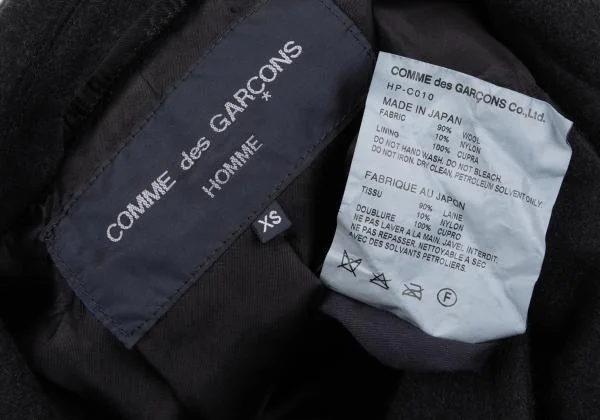 COMME des GARÇONS
*
HOMME
XS
COMME des GARÇONS Co.,Ltd.
HP-C010
MADE IN JAPAN
FABRIC 90% WOOL
10% NYLON
LINING 100% CUPRA
DO NOT HAND WASH. DO NOT BLEACH.
DO NOT IRON. DRY CLEAN, PETROLEUM SOLVENT ONLY.
FABRIQUE AU JAPON
TISSU 90% LAINE
10% NYLON
DOUBLURE 100% CUPRO
NE PAS LAVER A LA MAIN. JAVEL INTERDIT.
NE PAS REPASSER. NETTOYABLE A SEC
AVEC DES SOLVANTS PETROLIERS.
F